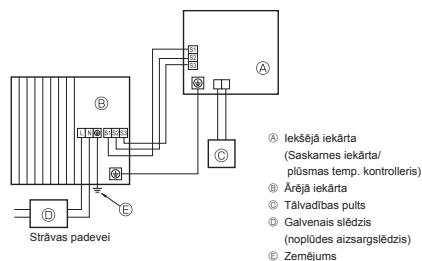 S1
S2
S3
Ⓐ
Ⓑ
L N S1 S2 S3
Ⓒ
Ⓓ
Ⓔ
Strāvas padevei
Ⓐ Iekšējā iekārta
(Saskarnes iekārta/
plūsmas temp. kontrolleris)
Ⓑ Ārējā iekārta
Ⓒ Tālvadības pults
Ⓓ Galvenais slēdzis
(noplūdes aizsargslēdzis)
Ⓔ Zemējums